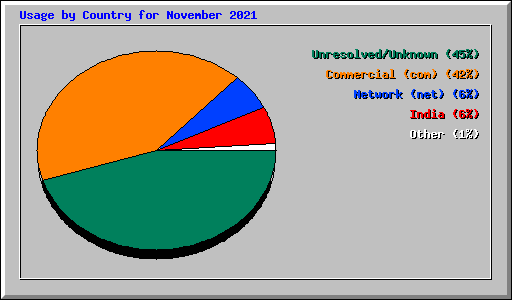 Usage by Country for November 2021
Unresolved/Unknown (45%)
Commercial (com) (42%)
Network (net) (6%)
India (6%)
Other (1%)